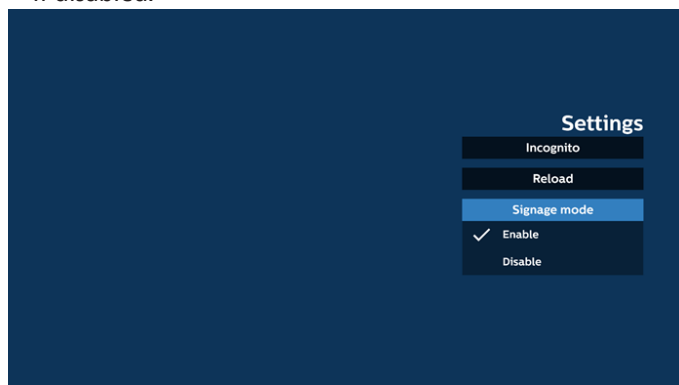 Settings
Incognito
Reload
Signage mode
Enable
Disable